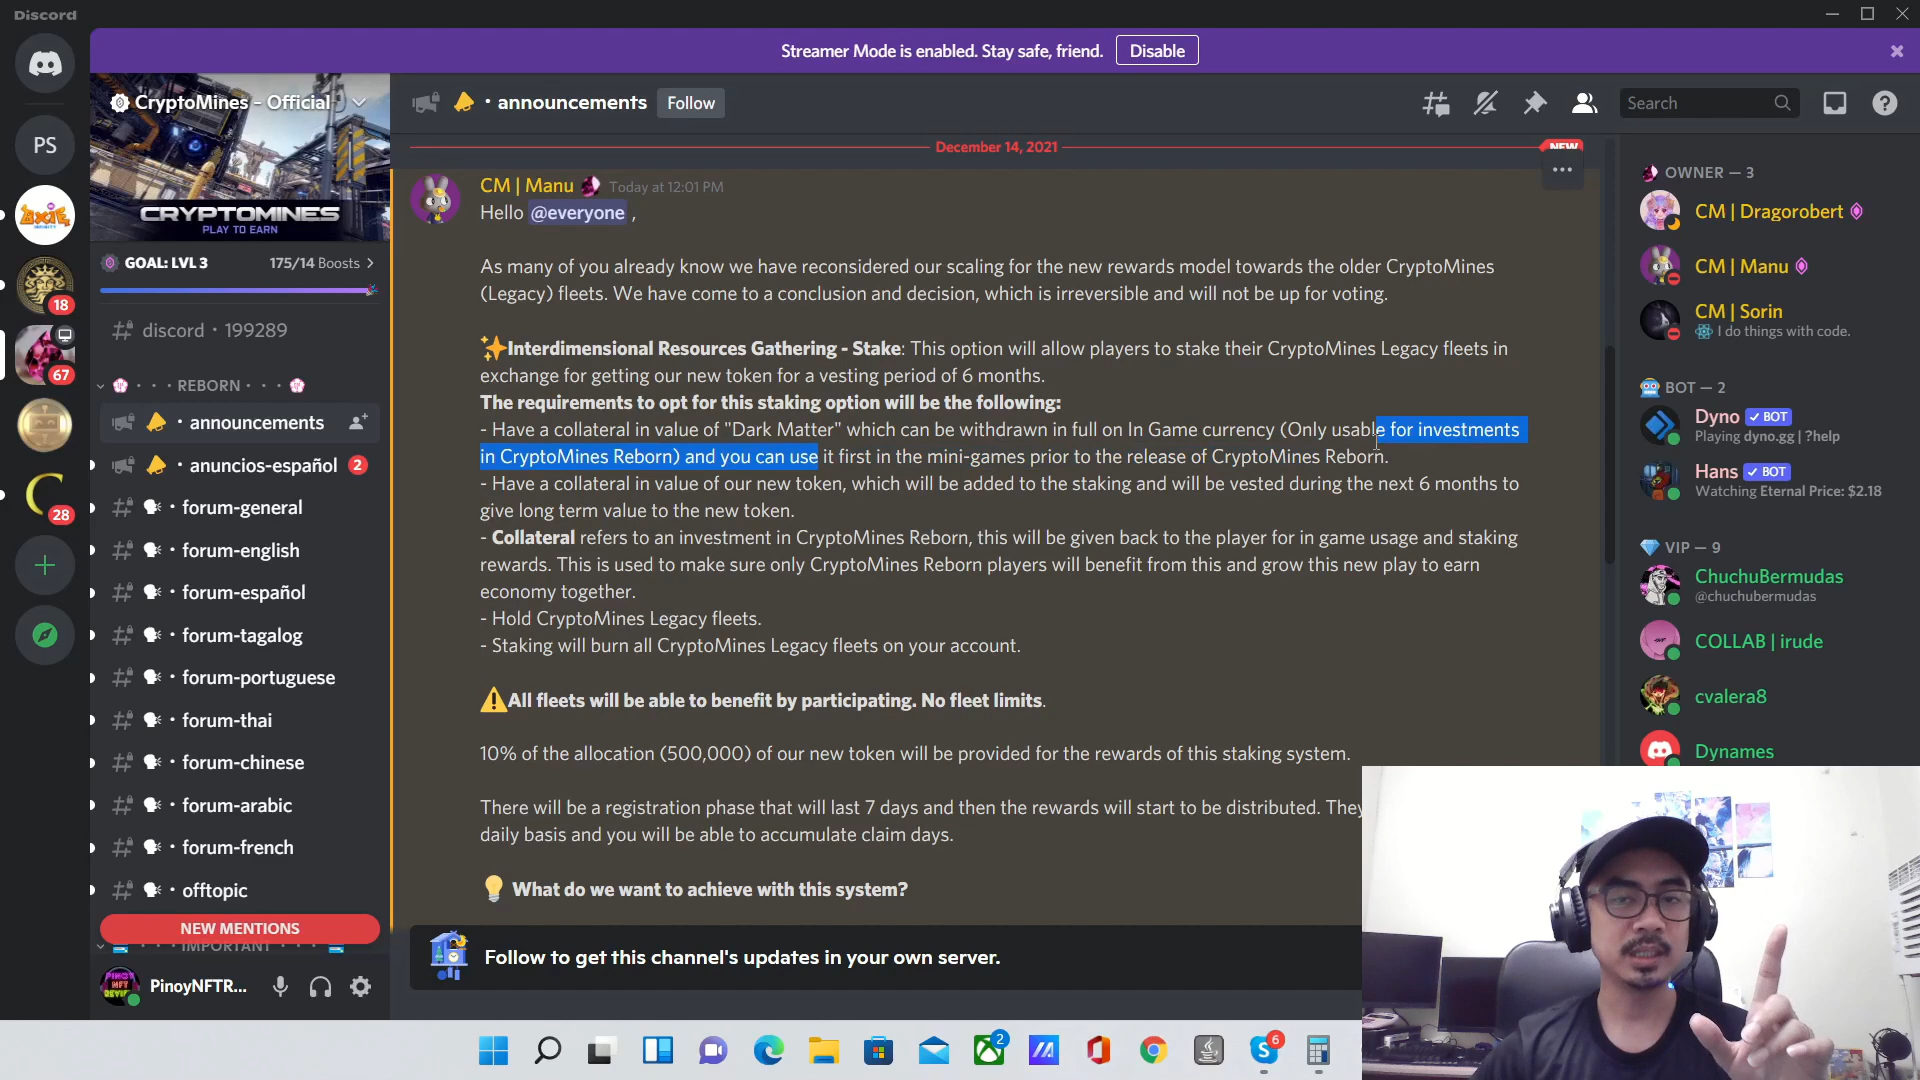 Discord
Streamer Mode is enabled. Stay safe, friend.
Disable
CryptoMines - Official
CRYPTOMINES
PLAY TO EARN
GOAL: LVL 3
175/14 Boosts
discord · 199289
· · · REBORN · · ·
· announcements
· anuncios-español
2
· forum-general
· forum-english
· forum-español
· forum-tagalog
· forum-portuguese
· forum-thai
· forum-chinese
· forum-arabic
· forum-french
· offtopic
NEW MENTIONS
· · · IMPORTANT · · ·
PinoyNFTR...
PS
AXIE
18
67
28
· announcements
Follow
Search
December 14, 2021
NEW
CM | Manu Today at 12:01 PM
Hello @everyone ,
As many of you already know we have reconsidered our scaling for the new rewards model towards the older CryptoMines
(Legacy) fleets. We have come to a conclusion and decision, which is irreversible and will not be up for voting.
✨Interdimensional Resources Gathering - Stake: This option will allow players to stake their CryptoMines Legacy fleets in
exchange for getting our new token for a vesting period of 6 months.
The requirements to opt for this staking option will be the following:
- Have a collateral in value of "Dark Matter" which can be withdrawn in full on In Game currency (Only usable for investments
in CryptoMines Reborn) and you can use it first in the mini-games prior to the release of CryptoMines Reborn.
- Have a collateral in value of our new token, which will be added to the staking and will be vested during the next 6 months to
give long term value to the new token.
- Collateral refers to an investment in CryptoMines Reborn, this will be given back to the player for in game usage and staking
rewards. This is used to make sure only CryptoMines Reborn players will benefit from this and grow this new play to earn
economy together.
- Hold CryptoMines Legacy fleets.
- Staking will burn all CryptoMines Legacy fleets on your account.
⚠️All fleets will be able to benefit by participating. No fleet limits.
10% of the allocation (500,000) of our new token will be provided for the rewards of this staking system.
There will be a registration phase that will last 7 days and then the rewards will start to be distributed. They
daily basis and you will be able to accumulate claim days.
💡 What do we want to achieve with this system?
Follow to get this channel's updates in your own server.
OWNER — 3
CM | Dragorobert
CM | Manu
CM | Sorin
I do things with code.
BOT — 2
Dyno ✓ BOT
Playing dyno.gg | ?help
Hans ✓ BOT
Watching Eternal Price: $2.18
VIP — 9
ChuchuBermudas
@chuchubermudas
COLLAB | irude
cvalera8
Dynames
2
6